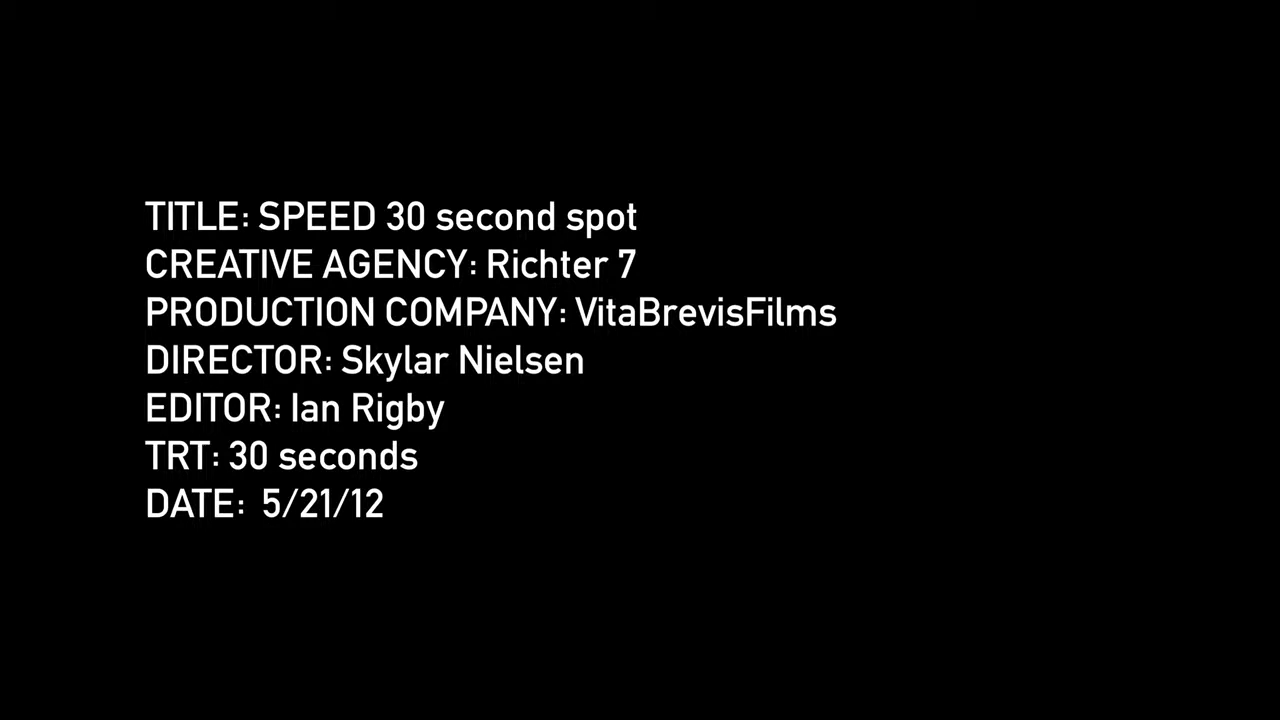 TITLE: SPEED 30 second spot
CREATIVE AGENCY: Richter 7
PRODUCTION COMPANY: VitaBrevisFilms
DIRECTOR: Skylar Nielsen
EDITOR: Ian Rigby
TRT: 30 seconds
DATE:  5/21/12